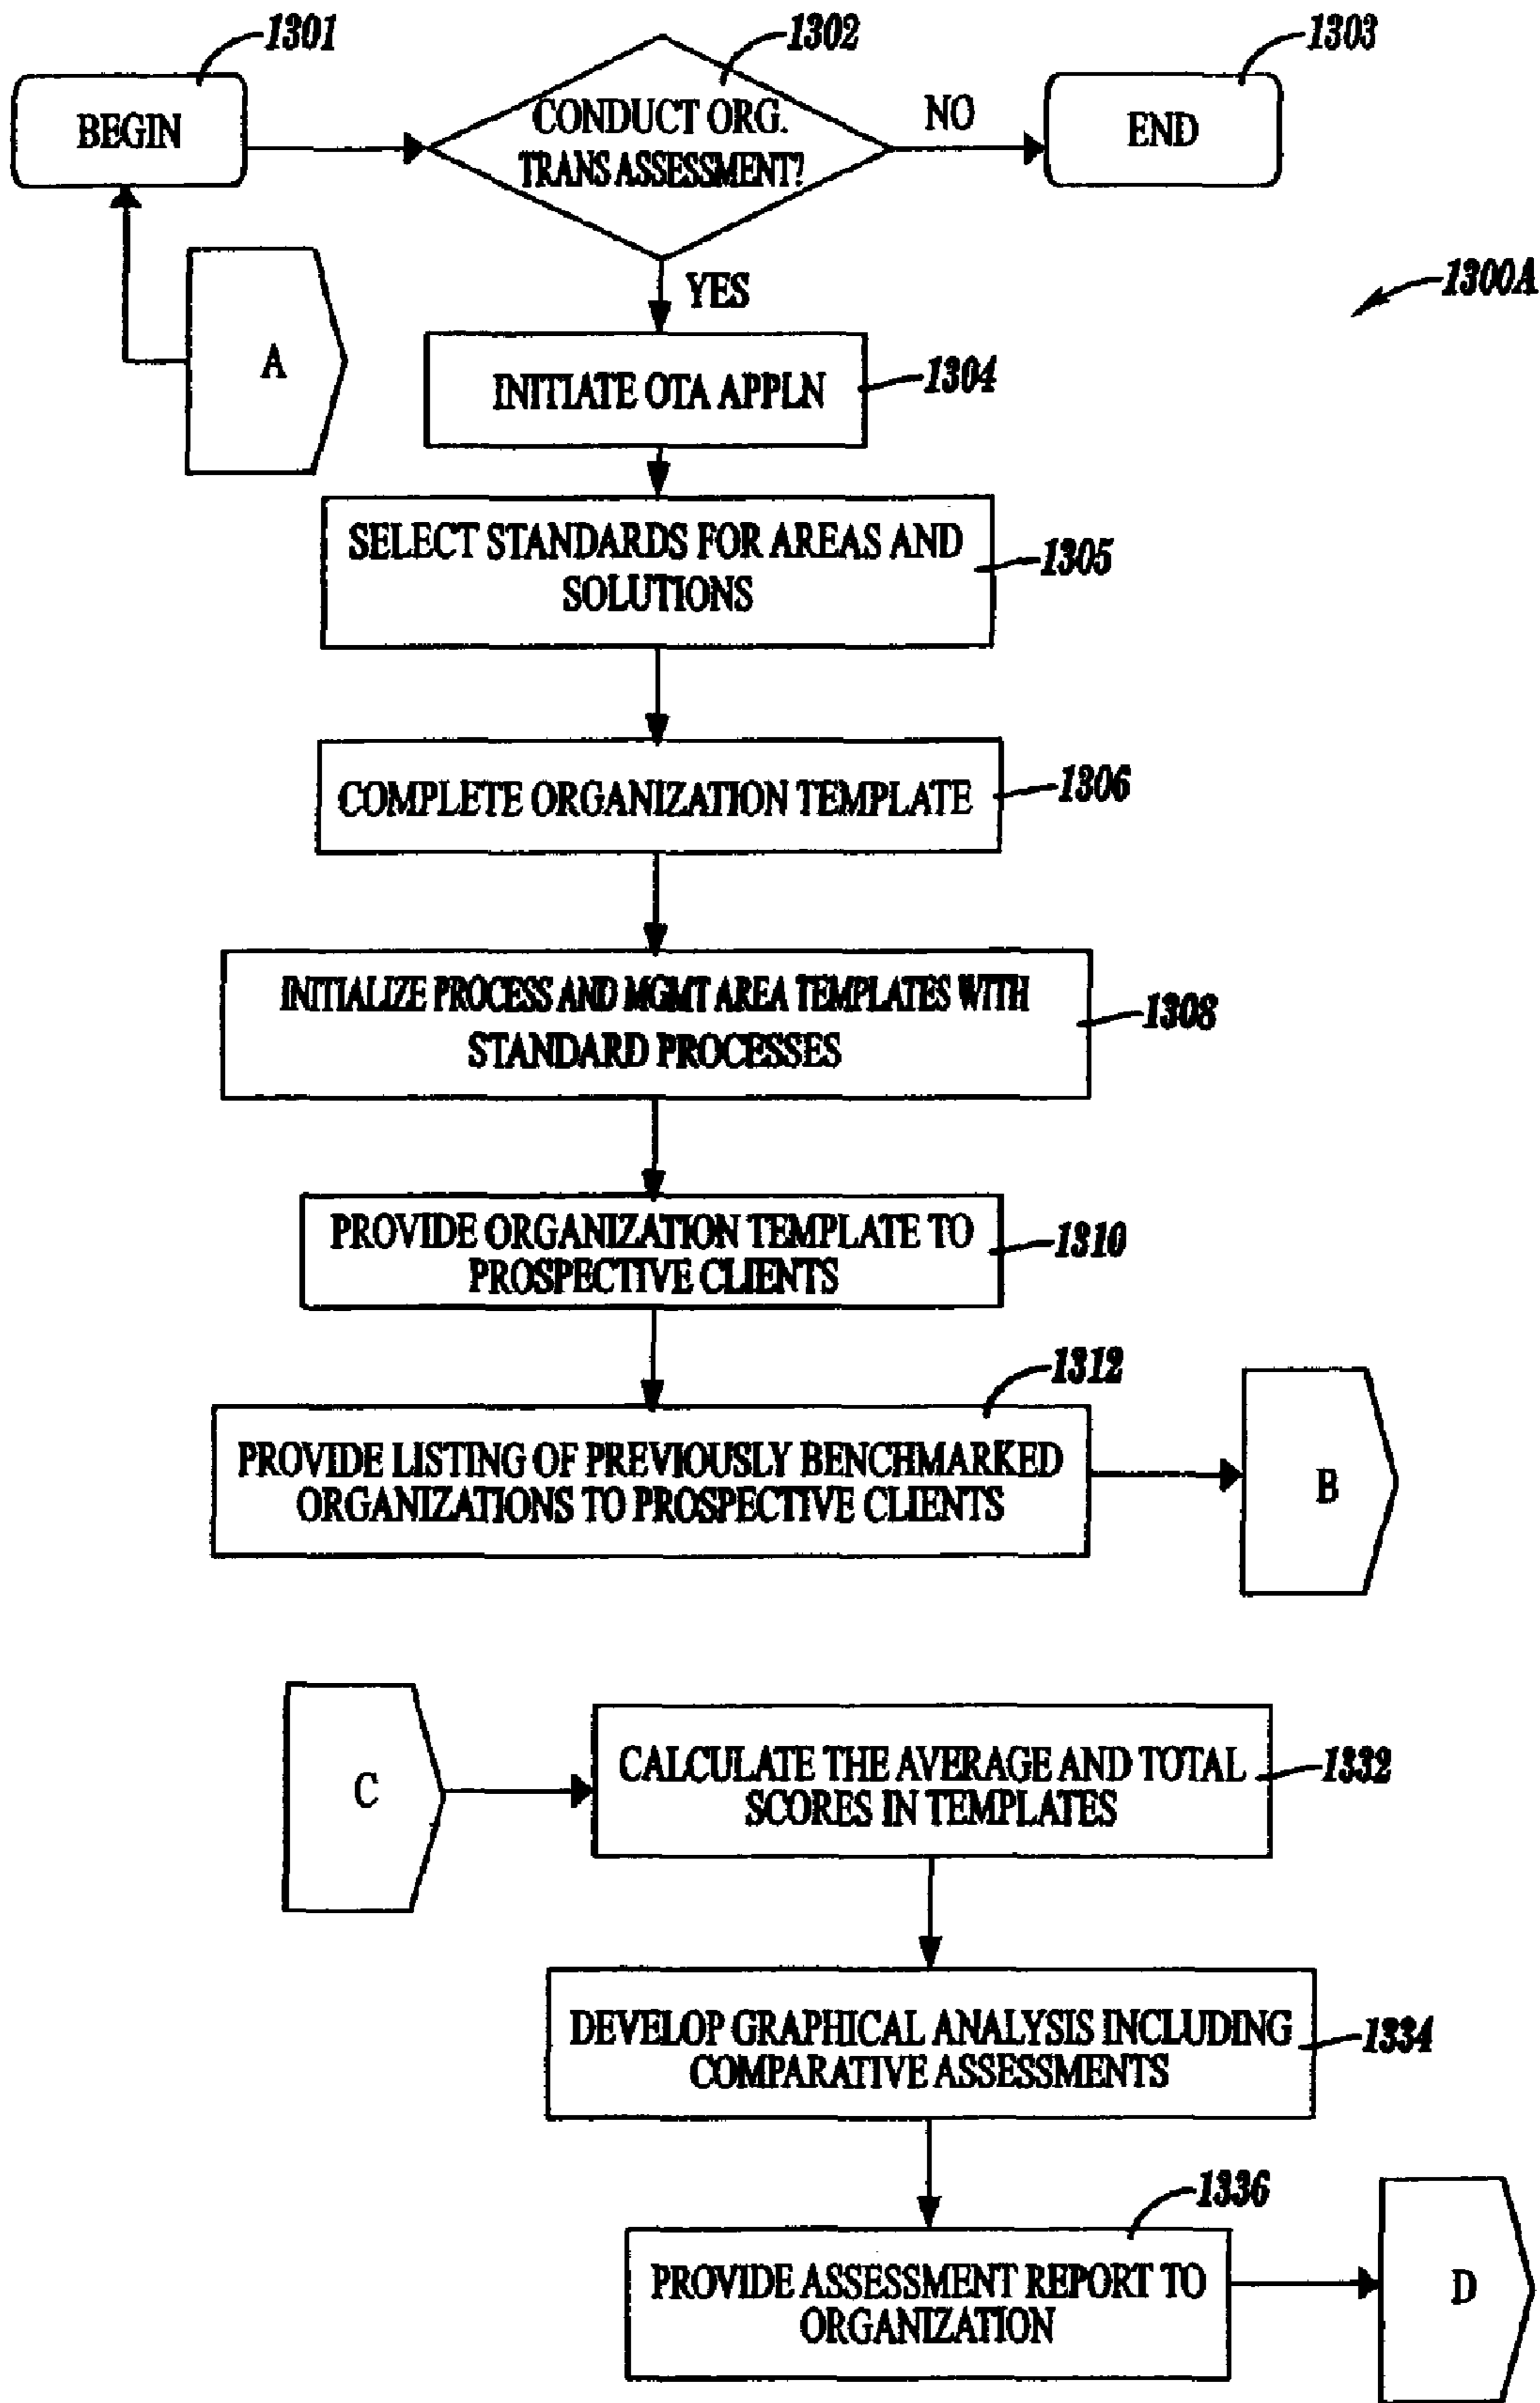 1301
1302
1303
BEGIN
CONDUCT ORG.
TRANS ASSESSMENT?
NO
END
YES
1300A
A
INITIATE OTA APPLN
1304
SELECT STANDARDS FOR AREAS AND
SOLUTIONS
1305
COMPLETE ORGANIZATION TEMPLATE
1306
INITIALIZE PROCESS AND MGMT AREA TEMPLATES WITH
STANDARD PROCESSES
1308
PROVIDE ORGANIZATION TEMPLATE TO
PROSPECTIVE CLIENTS
1310
1312
PROVIDE LISTING OF PREVIOUSLY BENCHMARKED
ORGANIZATIONS TO PROSPECTIVE CLIENTS
B
C
CALCULATE THE AVERAGE AND TOTAL
SCORES IN TEMPLATES
1332
DEVELOP GRAPHICAL ANALYSIS INCLUDING
COMPARATIVE ASSESSMENTS
1334
1336
PROVIDE ASSESSMENT REPORT TO
ORGANIZATION
D